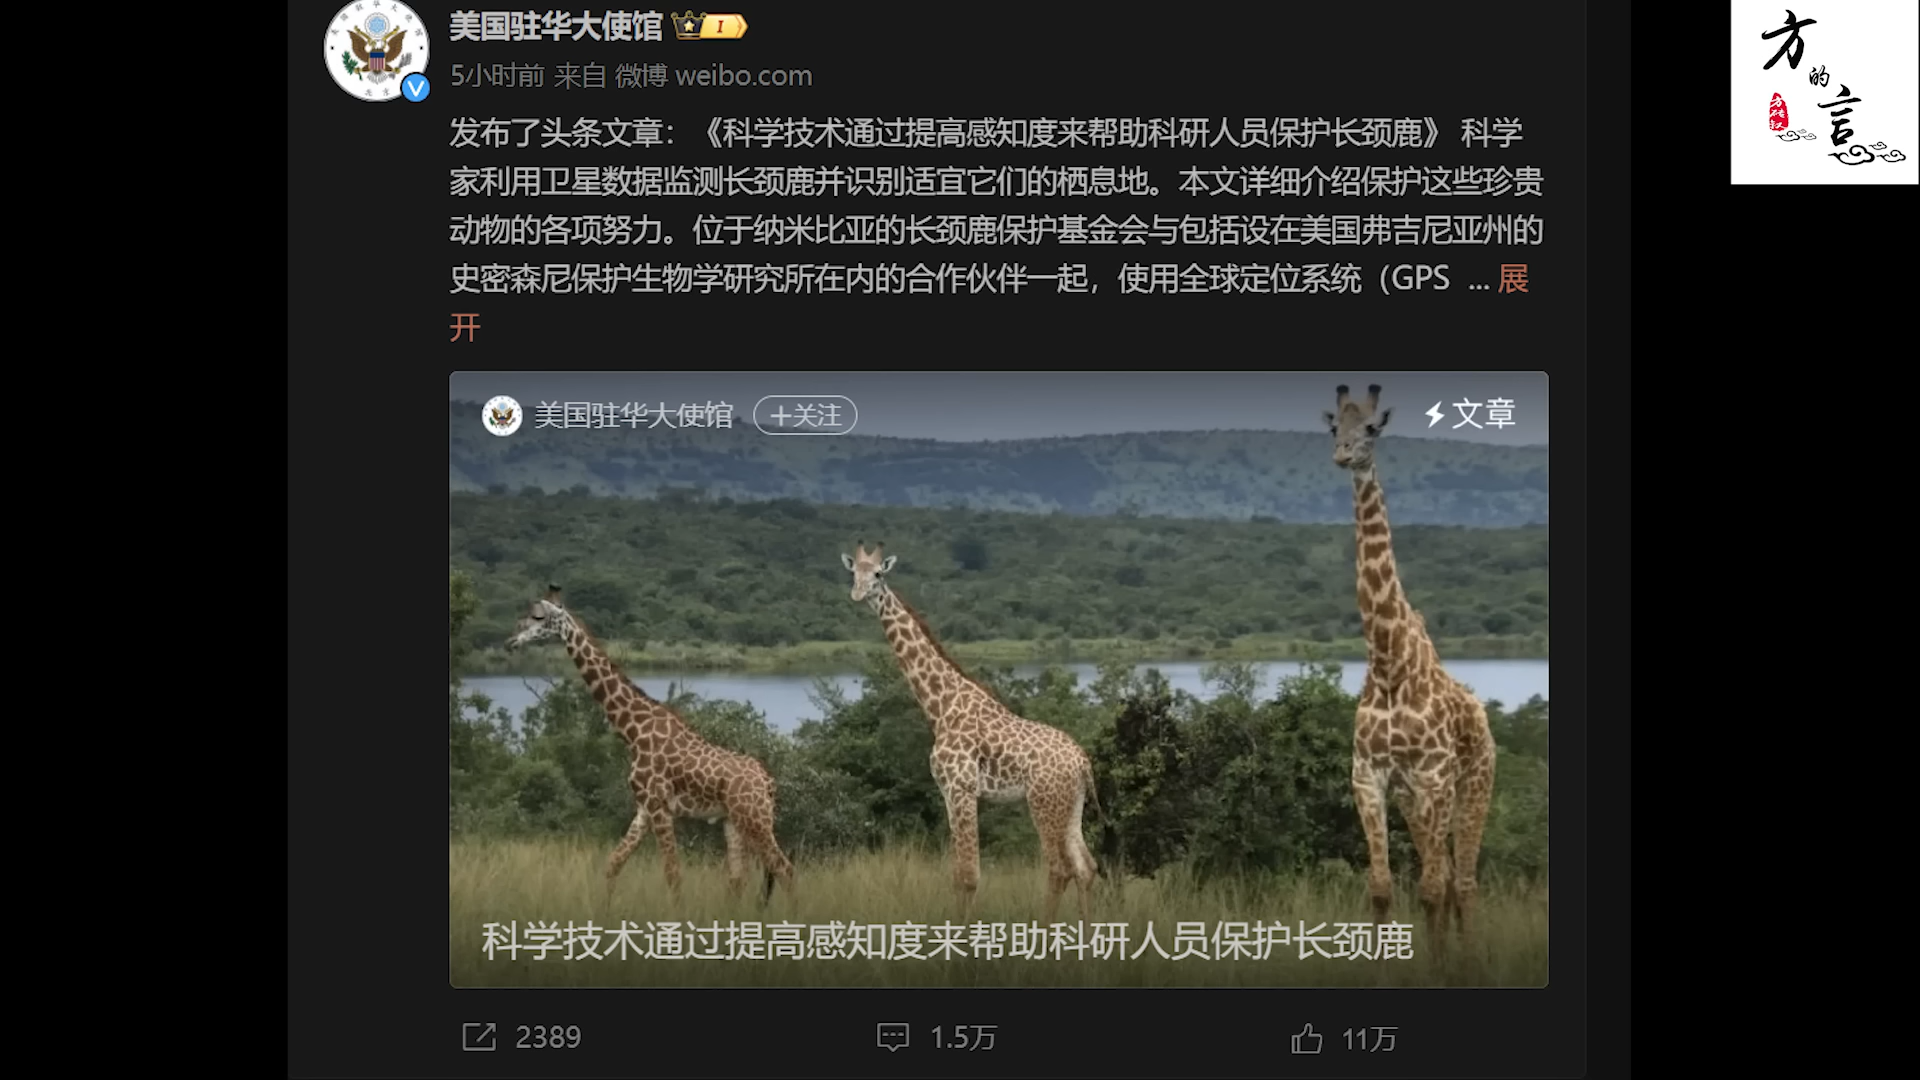 美国驻华大使馆 I
5小时前 来自 微博 weibo.com
发布了头条文章：《科学技术通过提高感知度来帮助科研人员保护长颈鹿》 科学
家利用卫星数据监测长颈鹿并识别适宜它们的栖息地。本文详细介绍保护这些珍贵
动物的各项努力。位于纳米比亚的长颈鹿保护基金会与包括设在美国弗吉尼亚州的
史密森尼保护生物学研究所在内的合作伙伴一起，使用全球定位系统（GPS ... 展
开
美国驻华大使馆 +关注
文章
科学技术通过提高感知度来帮助科研人员保护长颈鹿
2389
1.5万
11万
方的言